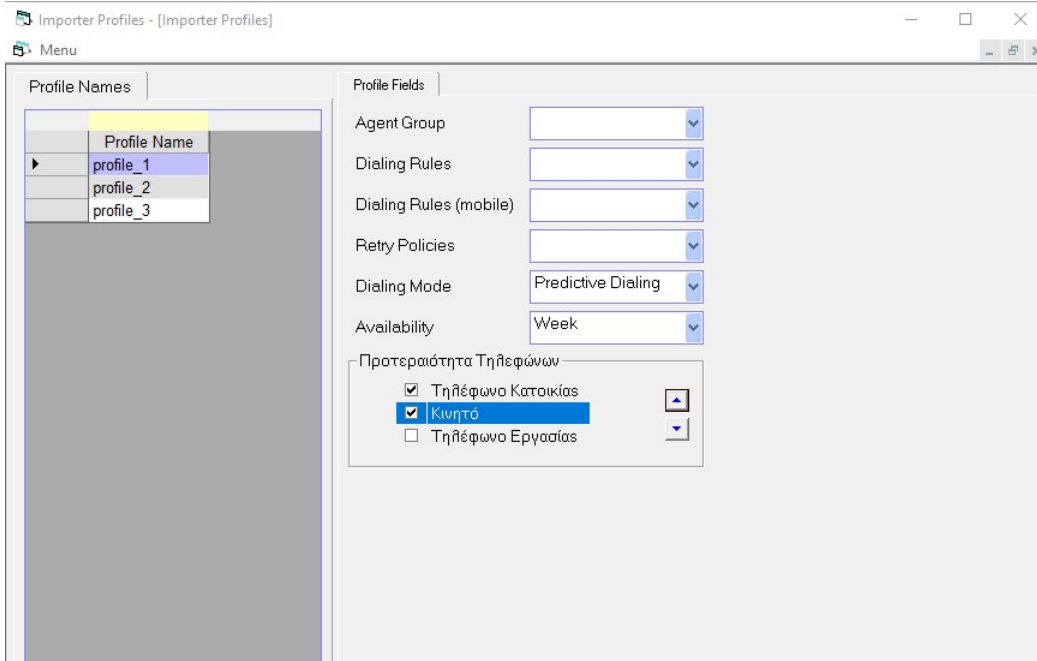 Importer Profiles - [Importer Profiles]
Menu
Profile Names
Profile Name
profile_1
profile_2
profile_3
Profile Fields
Agent Group
Dialing Rules
Dialing Rules (mobile)
Retry Policies
Dialing Mode Predictive Dialing
Availability Week
Προτεραιότητα Τηλεφώνων
Τηλέφωνο Κατοικίας
Κινητό
Τηλέφωνο Εργασίας